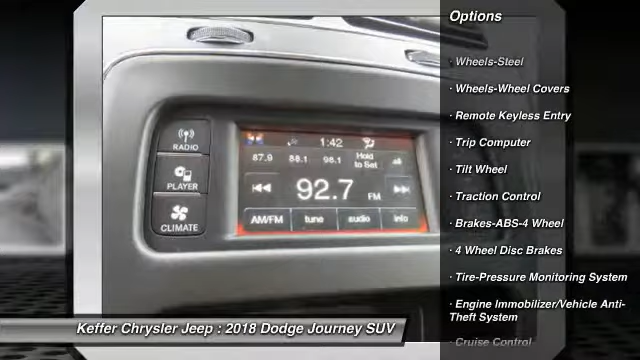 Options
· Wheels-Steel
· Wheels-Wheel Covers
· Remote Keyless Entry
· Trip Computer
· Tilt Wheel
· Traction Control
· Brakes-ABS-4 Wheel
· 4 Wheel Disc Brakes
· Tire-Pressure Monitoring System
· Engine Immobilizer/Vehicle Anti-
Theft System
· Cruise Control
RADIO
PLAYER
CLIMATE
1:42
87.9 88.1 98.1 Hold
to Set
92.7 FM
AM/FM tune audio info
Keffer Chrysler Jeep : 2018 Dodge Journey SUV